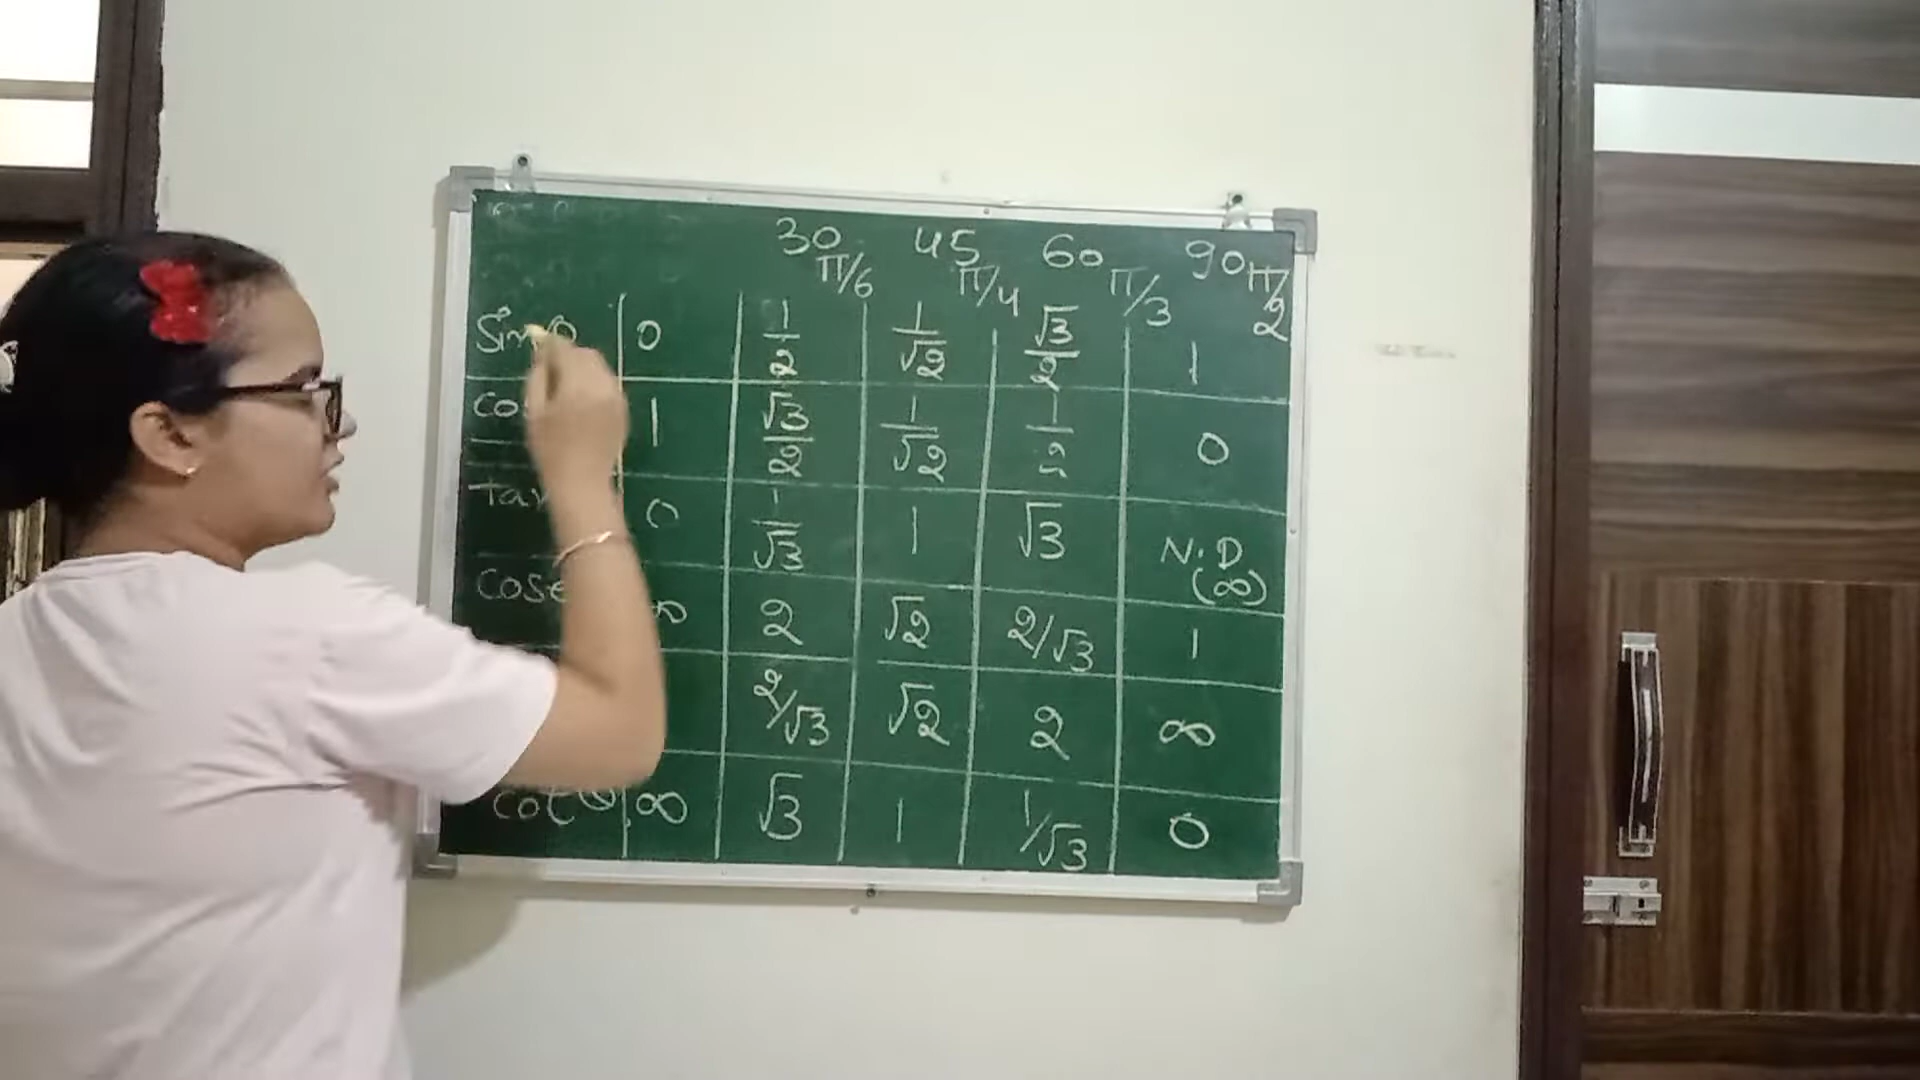 30 45 60 90
π/6 π/4 π/3 π/2
Sin θ 0 1/2 1/√2 √3/2 1
cos 1 √3/2 1/√2 1/2 0
tan 0 1/√3 1 √3 N.D (∞)
Cose ∞ 2 √2 2/√3 1
2/√3 √2 2 ∞
Cot θ ∞ √3 1 1/√3 0